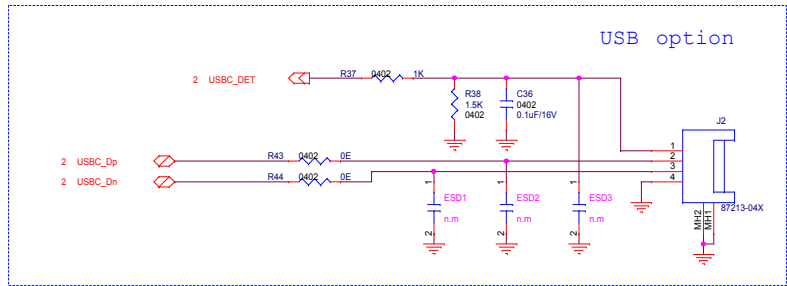 USB option
2 USBC_DET
R37 0402 1K
R38
1.5K
0402
C36
0402
0.1uF/16V
J2
1
2
3
4
87213-04X
MH2
MH1
2 USBC_Dp
R43 0402 0E
2 USBC_Dn
R44 0402 0E
1
ESD1
n.m
2
1
ESD2
n.m
2
1
ESD3
n.m
2